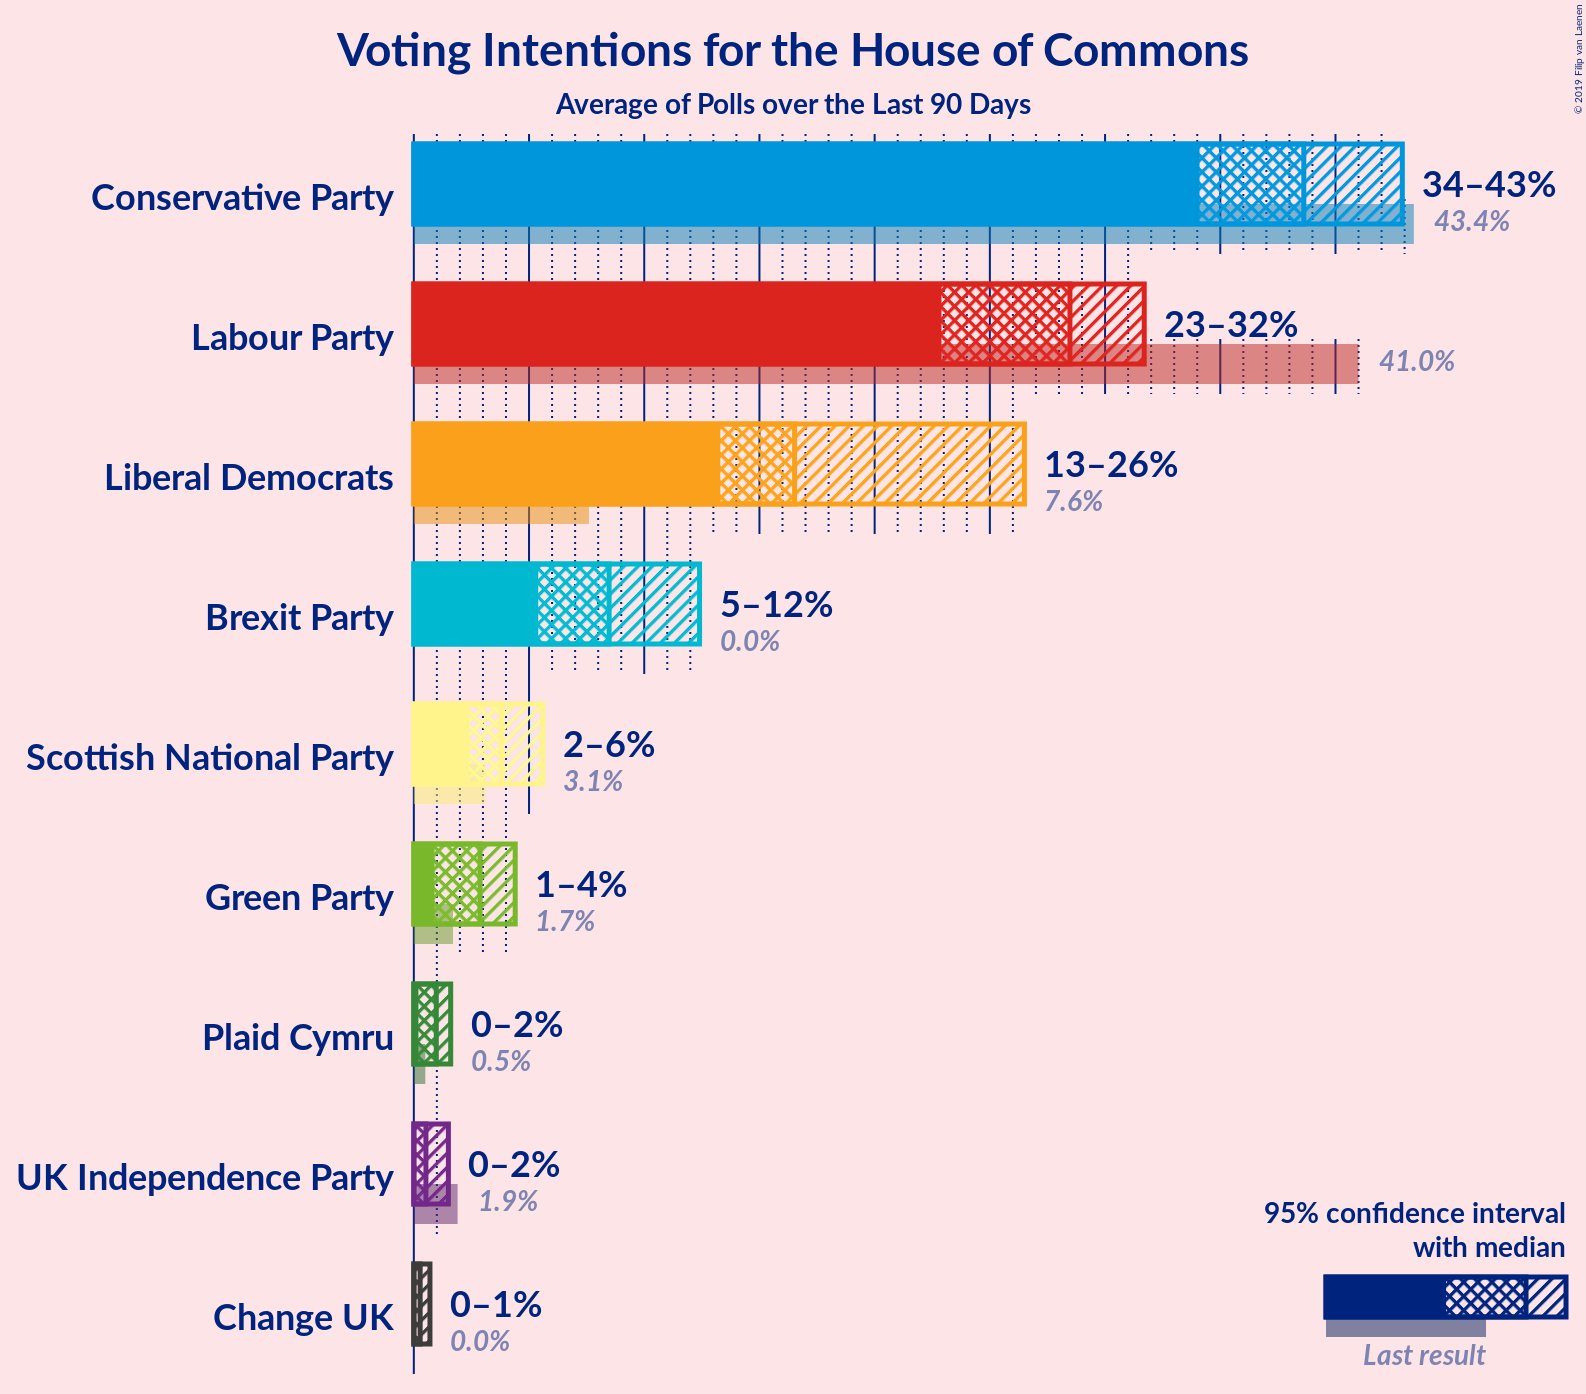 Voting Intentions for the House of Commons
Average of Polls over the Last 90 Days
© 2019 Filip van Laenen
Conservative Party
34–43%
43.4%
Labour Party
23–32%
41.0%
Liberal Democrats
13–26%
7.6%
Brexit Party
5–12%
0.0%
Scottish National Party
2–6%
3.1%
Green Party
1–4%
1.7%
Plaid Cymru
0–2%
0.5%
UK Independence Party
0–2%
1.9%
Change UK
0–1%
0.0%
95% confidence interval
with median
Last result